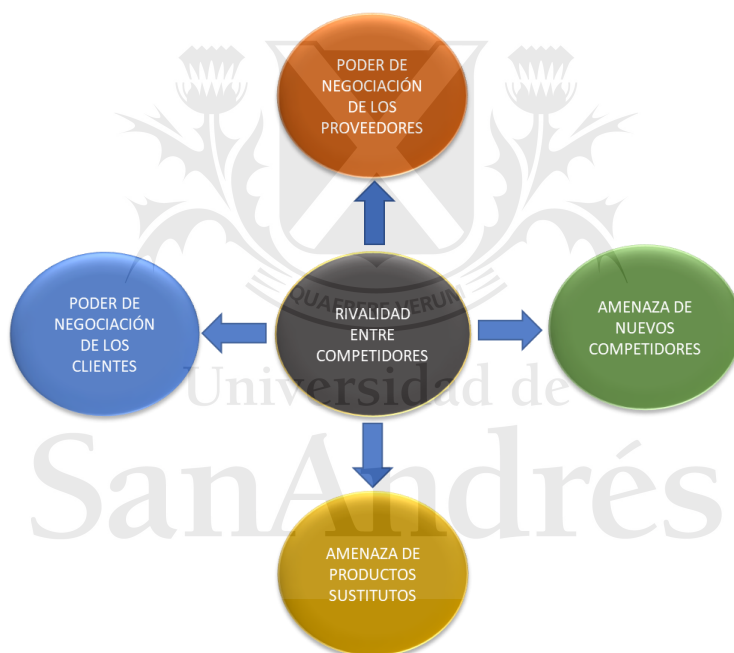 PODER DE
NEGOCIACIÓN
DE LOS
PROVEEDORES
PODER DE
NEGOCIACIÓN
DE LOS
CLIENTES
QUAERERE VERUM
RIVALIDAD
ENTRE
COMPETIDORES
AMENAZA DE
NUEVOS
COMPETIDORES
Universidad de
SanAndrés
AMENAZA DE
PRODUCTOS
SUSTITUTOS